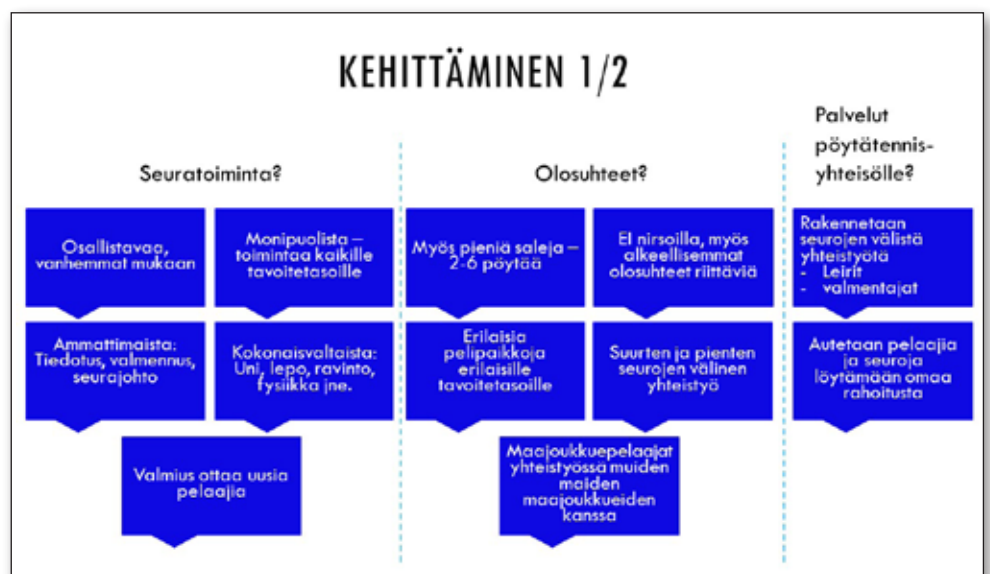 KEHITTÄMINEN 1/2
Seuratoiminta?
Osallistavaa,
vanhemmat mukaan
Monipuolista –
toimintaa kaikille
tavoitetasoille
Ammattimaista:
Tiedotus, valmennus,
seurajohto
Kokonaisvaltaista:
Uni, lepo, ravinto,
fysiikka jne.
Valmius ottaa uusia
pelaajia
Olosuhteet?
Myös pieniä saleja –
2-6 pöytää
Ei nirsoilla, myös
alkeellisemmat
olosuhteet riittäviä
Erilaisia
pelipaikkoja
erilaisille
tavoitetasoille
Suurten ja pienten
seurojen välinen
yhteistyö
Maajoukkuepelaajat
yhteistyössä muiden
maiden
maajoukkueiden
kanssa
Palvelut
pöytätennis-
yhteisölle?
Rakennetaan
seurojen välistä
yhteistyötä
- Leirit
- valmentajat
Autetaan pelaajia
ja seuroja
löytämään omaa
rahoitusta